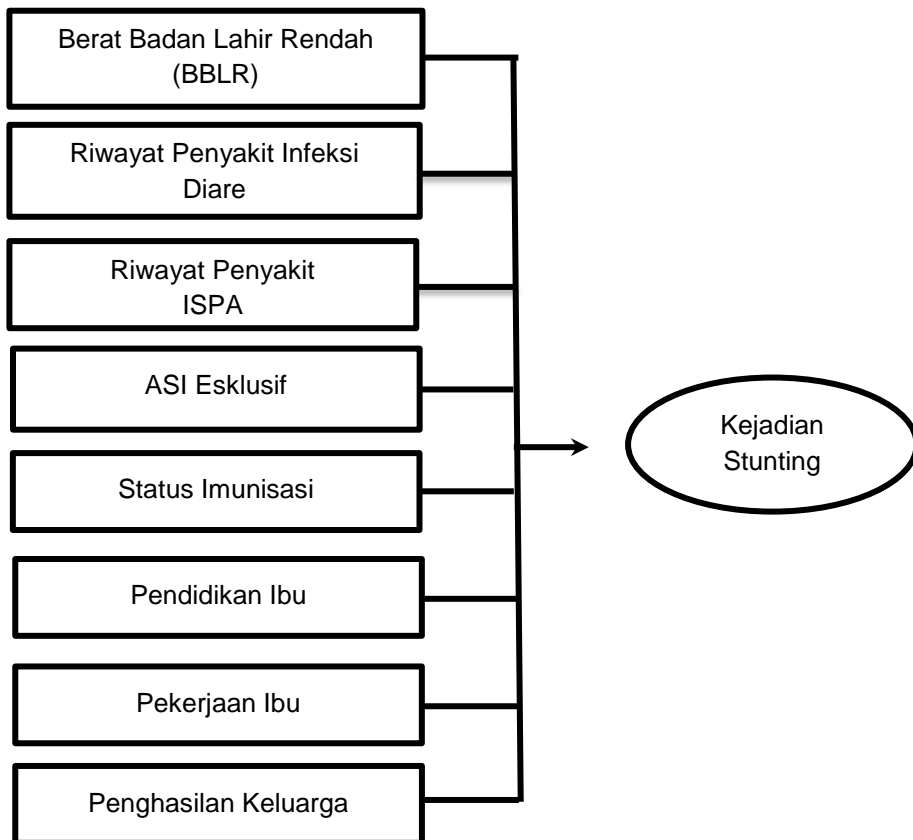 Berat Badan Lahir Rendah
(BBLR)
Riwayat Penyakit Infeksi
Diare
Riwayat Penyakit
ISPA
ASI Esklusif
Status Imunisasi
Pendidikan Ibu
Pekerjaan Ibu
Penghasilan Keluarga
Kejadian
Stunting